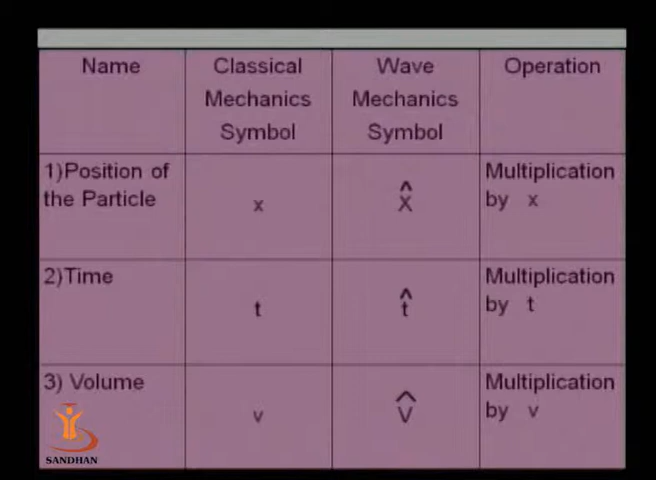 Name
Classical Mechanics Symbol
Wave Mechanics Symbol
Operation
1)Position of the Particle
x
x̂
Multiplication by x
2)Time
t
t̂
Multiplication by t
3) Volume
v
v̂
Multiplication by v
SANDHAN